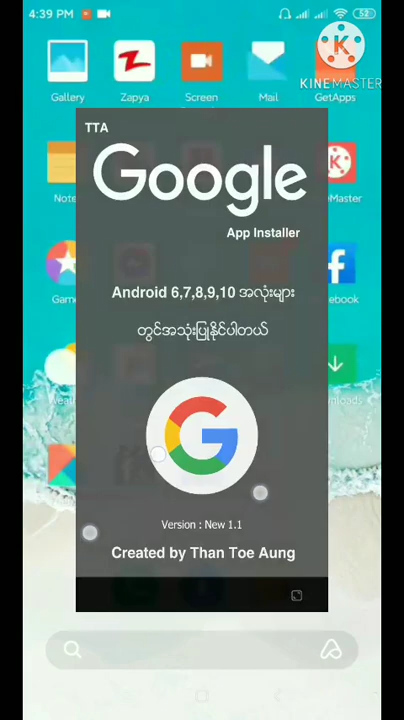 4:39 PM
52
KINEMASTER
Gallery
Zapya
Screen
Mail
GetApps
TTA
Google
App Installer
Android 6,7,8,9,10 အလုံးများ
တွင်အသုံးပြုနိုင်ပါတယ်
Version : New 1.1
Created by Than Toe Aung